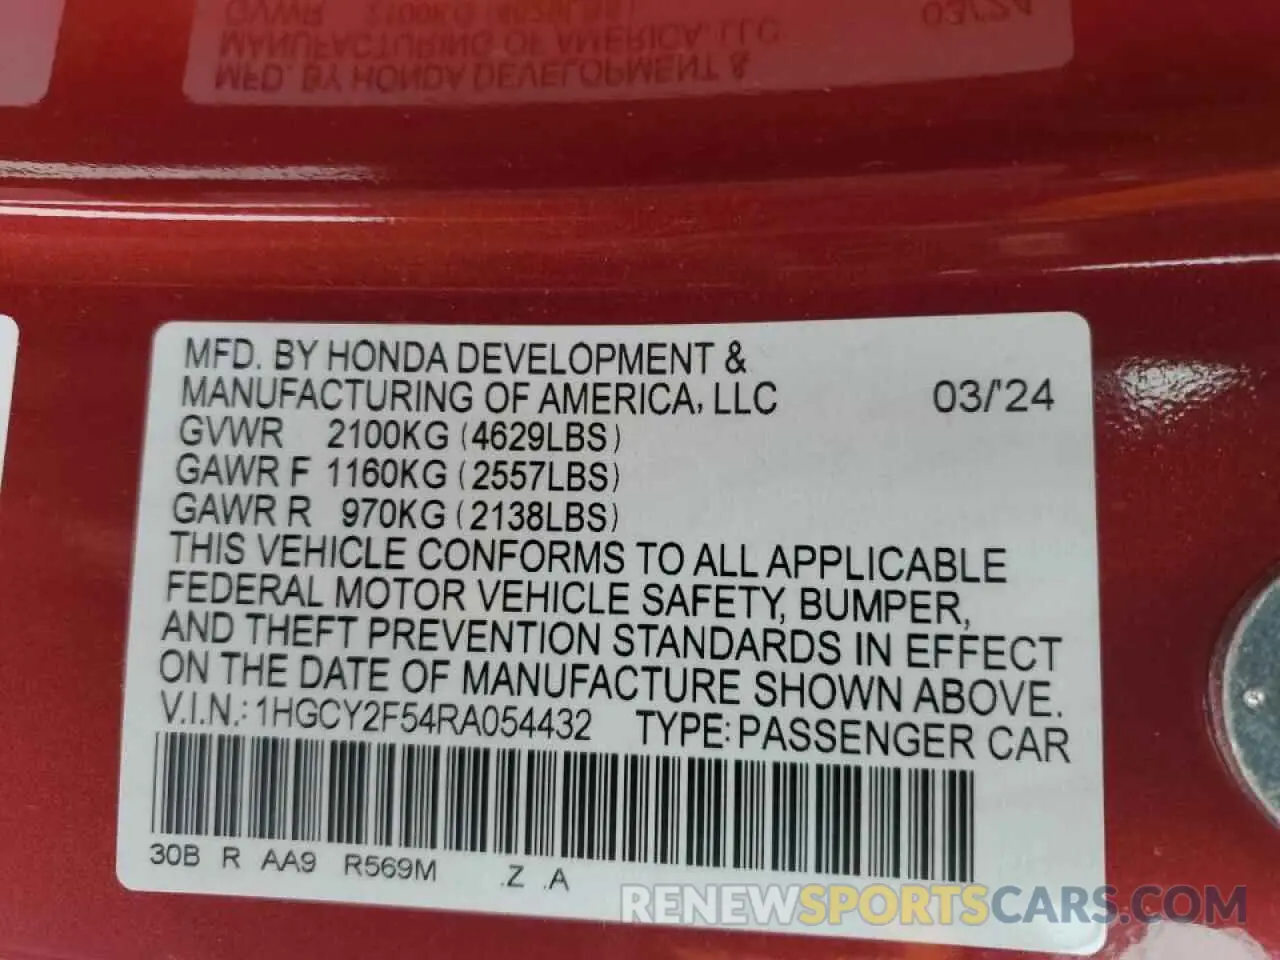 MFD. BY HONDA DEVELOPMENT &
MANUFACTURING OF AMERICA, LLC 03/'24
GVWR 2100KG (4629LBS)
GAWR F 1160KG (2557LBS)
GAWR R 970KG (2138LBS)
THIS VEHICLE CONFORMS TO ALL APPLICABLE
FEDERAL MOTOR VEHICLE SAFETY, BUMPER,
AND THEFT PREVENTION STANDARDS IN EFFECT
ON THE DATE OF MANUFACTURE SHOWN ABOVE.
V.I.N.: 1HGCY2F54RA054432 TYPE: PASSENGER CAR
30B R AA9 R569M .Z .A
RENEWSPORTSCARS.COM